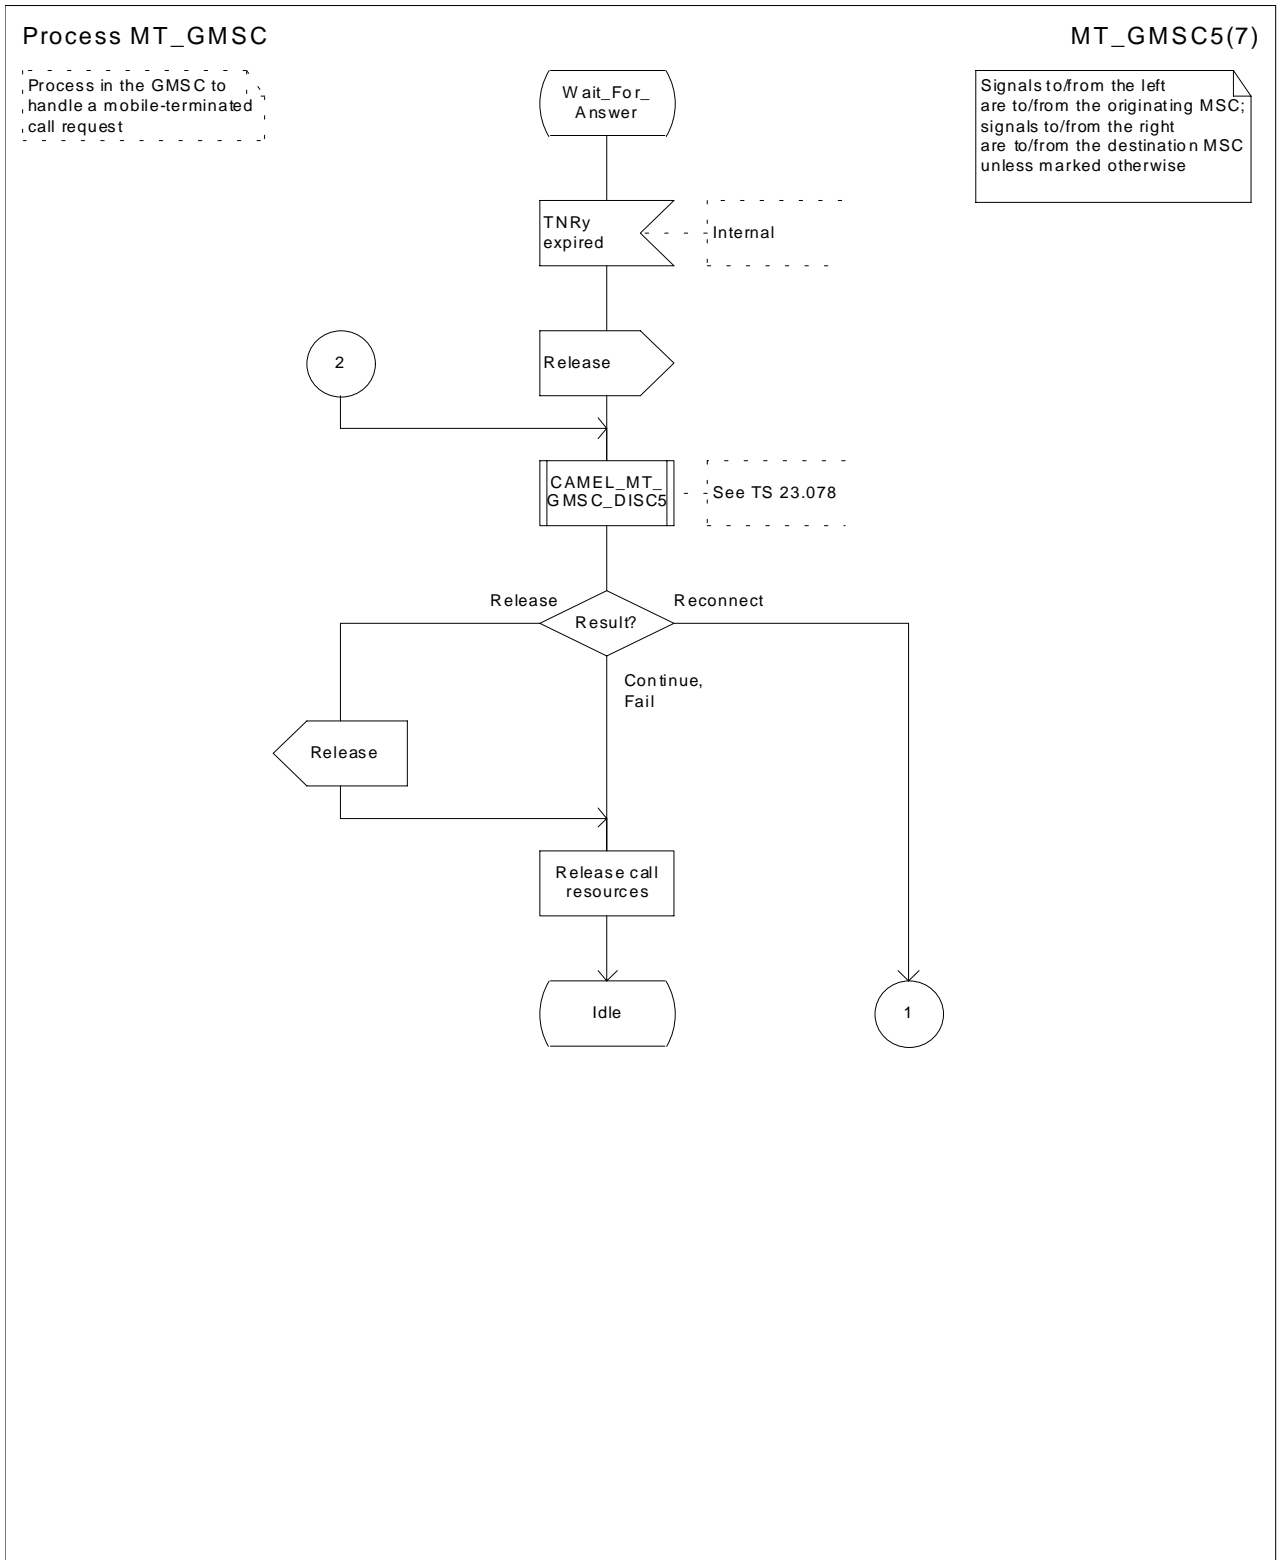 Process MT_GMSC
MT_GMSC5(7)
Process in the GMSC to
handle a mobile-terminated
call request
Signals to/from the left
are to/from the originating MSC;
signals to/from the right
are to/from the destination MSC
unless marked otherwise
Wait_For_
Answer
TNRy
expired
Internal
2
Release
CAMEL_MT_
GMSC_DISC5
See TS 23.078
Release
Reconnect
Result?
Continue,
Fail
Release
Release call
resources
Idle
1